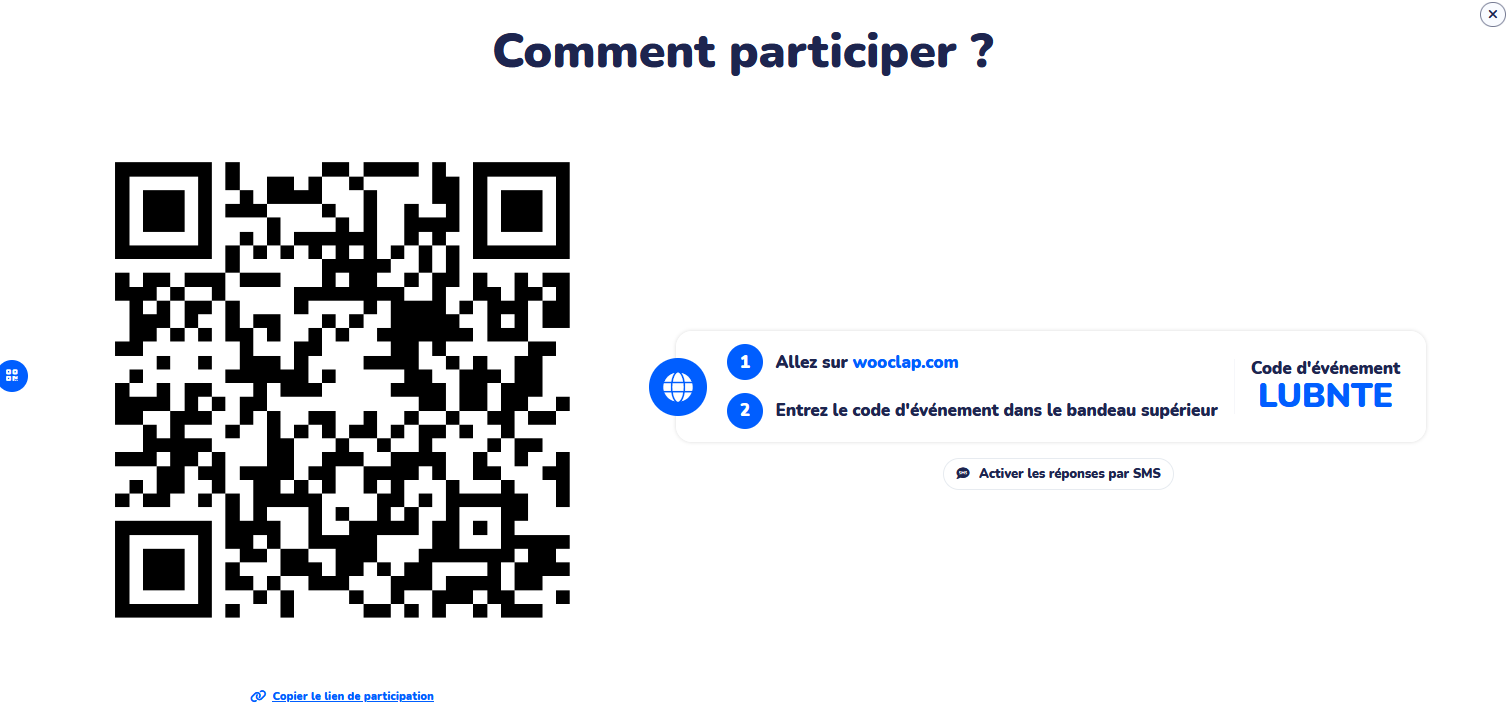 Comment participer ?
1 Allez sur wooclap.com
2 Entrez le code d'événement dans le bandeau supérieur
Code d'événement
LUBNTE
SMS Activer les réponses par SMS
Copier le lien de participation